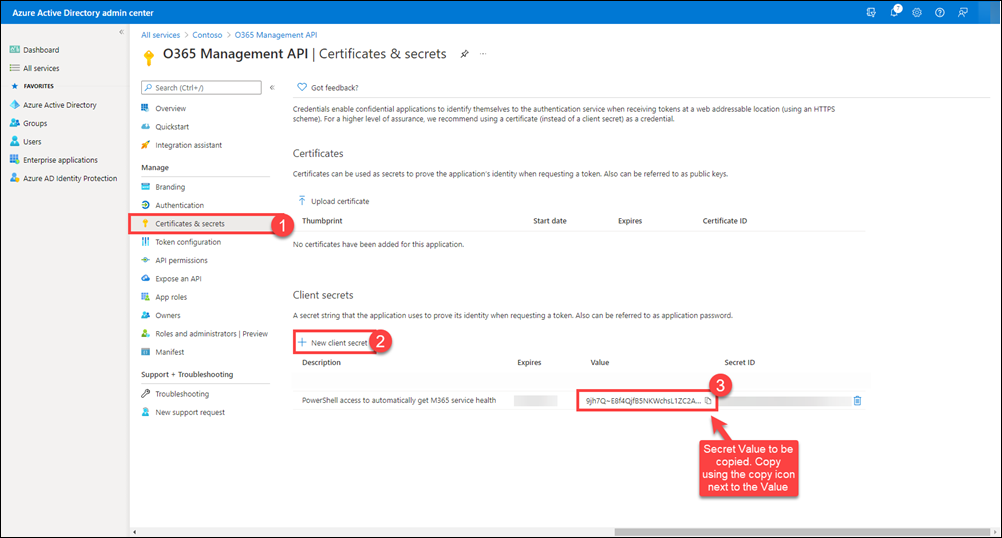 Azure Active Directory admin center
7
All services > Contoso > O365 Management API
O365 Management API | Certificates & secrets
Dashboard
All services
FAVORITES
Azure Active Directory
Groups
Users
Enterprise applications
Azure AD Identity Protection
Search (Ctrl+/)
Overview
Quickstart
Integration assistant
Manage
Branding
Authentication
Certificates & secrets
1
Token configuration
API permissions
Expose an API
App roles
Owners
Roles and administrators | Preview
Manifest
Support + Troubleshooting
Troubleshooting
New support request
Got feedback?
Credentials enable confidential applications to identify themselves to the authentication service when receiving tokens at a web addressable location (using an HTTPS
scheme). For a higher level of assurance, we recommend using a certificate (instead of a client secret) as a credential.
Certificates
Certificates can be used as secrets to prove the application's identity when requesting a token. Also can be referred to as public keys.
Upload certificate
Thumbprint Start date Expires Certificate ID
No certificates have been added for this application.
Client secrets
A secret string that the application uses to prove its identity when requesting a token. Also can be referred to as application password.
New client secret
2
Description Expires Value Secret ID
3
PowerShell access to automatically get M365 service health 9jh7Q~E8f4QjfB5NKWchsL1ZC2A...
Secret Value to be
copied. Copy
using the copy icon
next to the Value